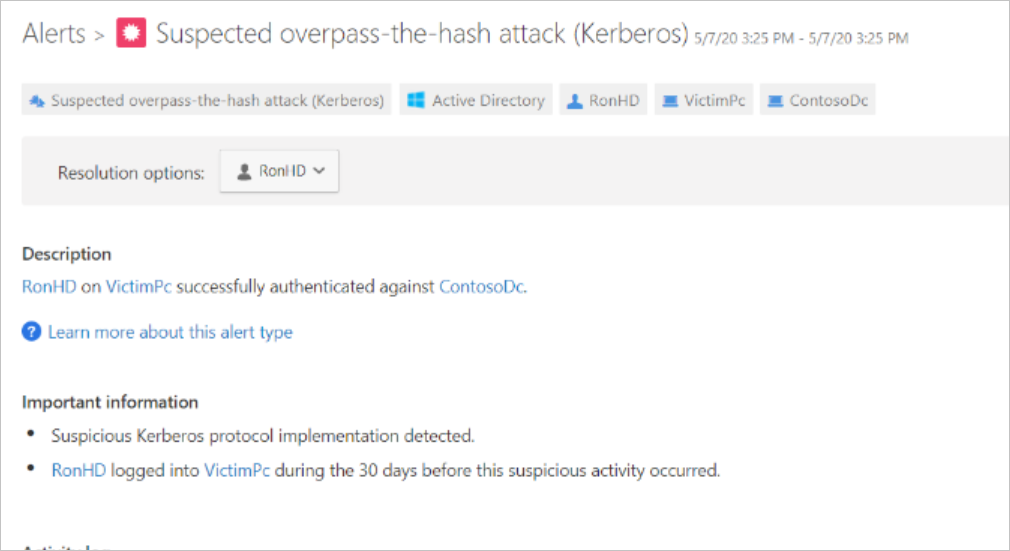 Alerts > Suspected overpass-the-hash attack (Kerberos) 5/7/20 3:25 PM - 5/7/20 3:25 PM
Suspected overpass-the-hash attack (Kerberos) Active Directory RonHD VictimPc ContosoDc
Resolution options: RonHD
Description
RonHD on VictimPc successfully authenticated against ContosoDc.
? Learn more about this alert type
Important information
• Suspicious Kerberos protocol implementation detected.
• RonHD logged into VictimPc during the 30 days before this suspicious activity occurred.